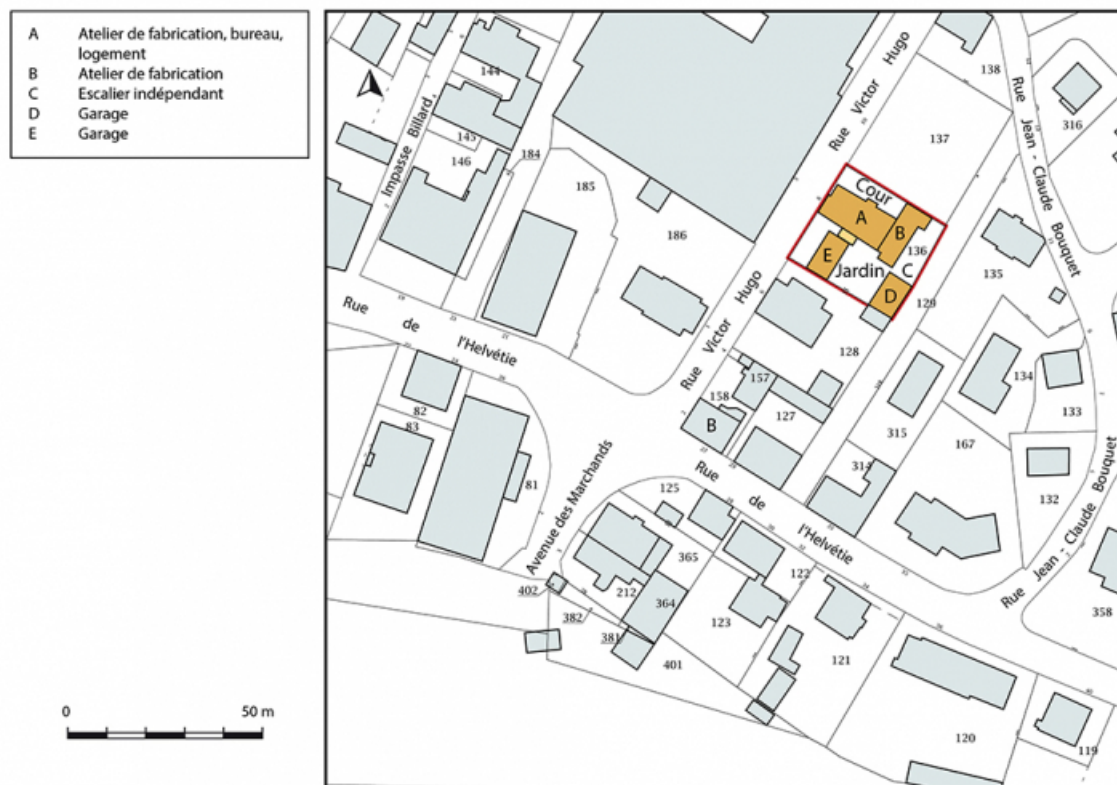 A Atelier de fabrication, bureau,
logement
B Atelier de fabrication
C Escalier indépendant
D Garage
E Garage
0 50 m
144
145
146
184
185
186
Impasse Billard
Rue Victor Hugo
138
137
316
Rue Jean - Claude Bouquet
Cour
A
B
136
E
Jardin
C
D
135
129
Rue de l'Helvétie
Rue Victor Hugo
128
134
133
82
83
157
158
B
127
315
167
132
81
314
Avenue des Marchands
125
Rue de l'Helvétie
Rue Jean-Claude Bouquet
365
122
402
212
364
382
123
381
358
401
121
120
119